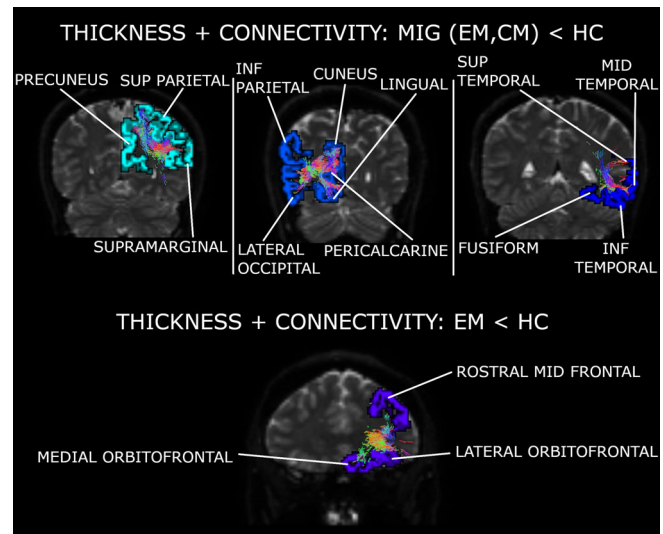 THICKNESS + CONNECTIVITY: MIG (EM,CM) < HC
PRECUNEUS
SUP PARIETAL
SUPRAMARGINAL
INF
PARIETAL
CUNEUS
LINGUAL
LATERAL
OCCIPITAL
PERICALCARINE
SUP
TEMPORAL
MID
TEMPORAL
FUSIFORM
INF
TEMPORAL
THICKNESS + CONNECTIVITY: EM < HC
ROSTRAL MID FRONTAL
MEDIAL ORBITOFRONTAL
LATERAL ORBITOFRONTAL